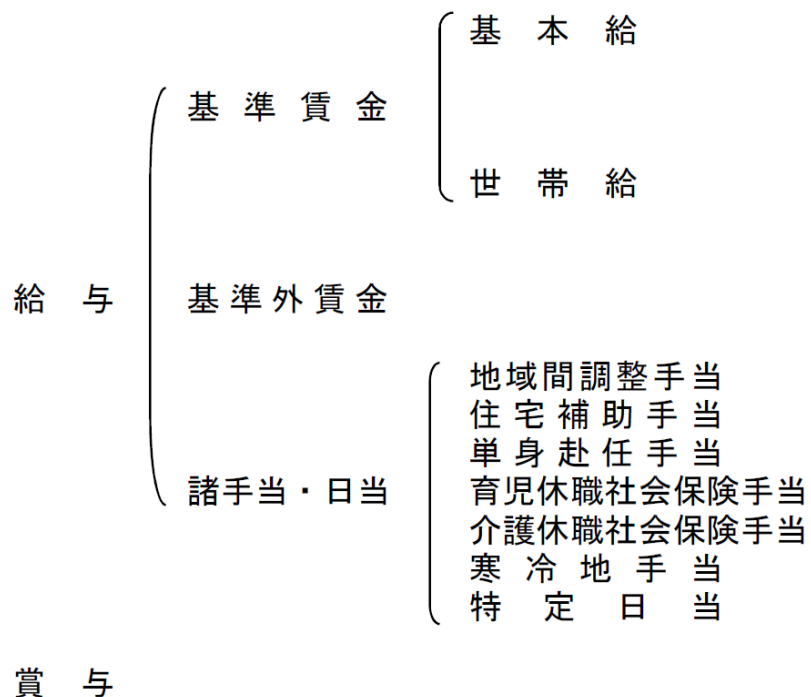 基本給
基準賃金
世帯給
給与
基準外賃金
地域間調整手当
住宅補助手当
単身赴任手当
諸手当・日当
育児休職社会保険手当
介護休職社会保険手当
寒冷地手当
特定日当
賞与